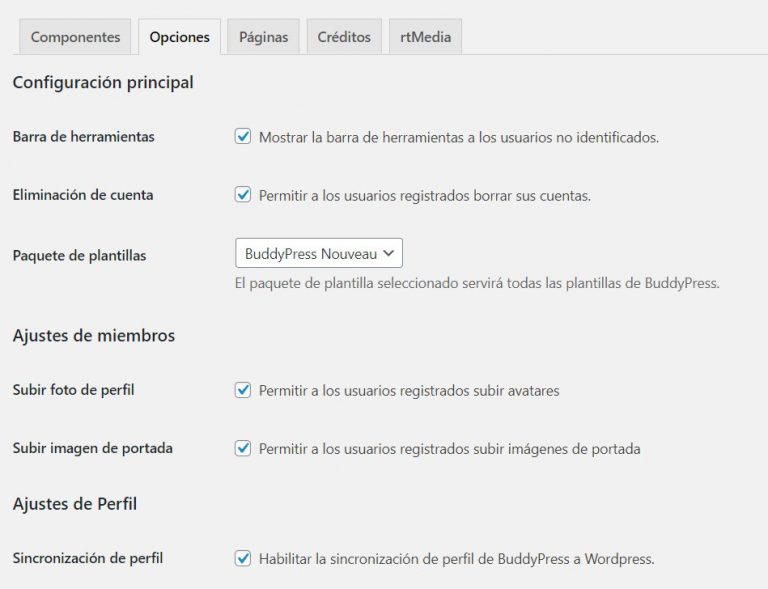 Componentes Opciones Páginas Créditos rtMedia
Configuración principal
Barra de herramientas Mostrar la barra de herramientas a los usuarios no identificados.
Eliminación de cuenta Permitir a los usuarios registrados borrar sus cuentas.
Paquete de plantillas BuddyPress Nouveau
El paquete de plantilla seleccionado servirá todas las plantillas de BuddyPress.
Ajustes de miembros
Subir foto de perfil Permitir a los usuarios registrados subir avatares
Subir imagen de portada Permitir a los usuarios registrados subir imágenes de portada
Ajustes de Perfil
Sincronización de perfil Habilitar la sincronización de perfil de BuddyPress a Wordpress.